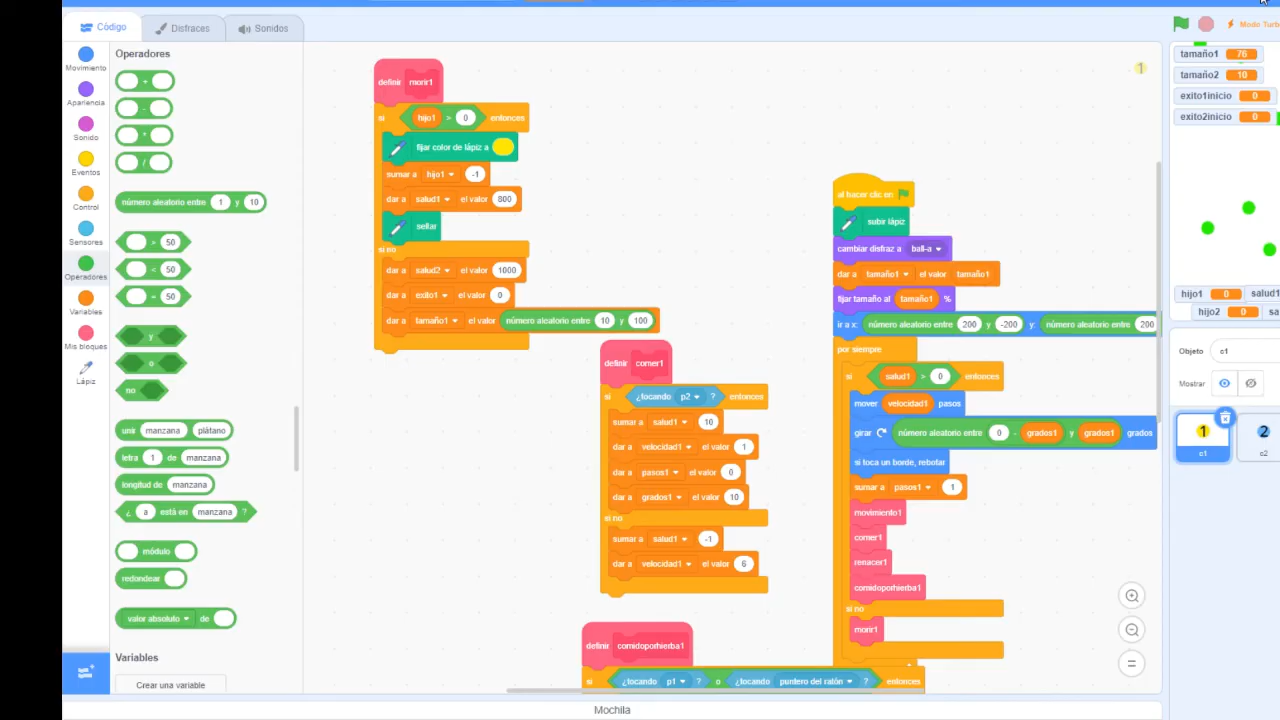 Código
Disfraces
Sonidos
Modo Turb
Movimiento
Apariencia
Sonido
Eventos
Control
Sensores
Operadores
Variables
Mis bloques
Lápiz
Operadores
+
-
*
/
número aleatorio entre 1 y 10
> 50
< 50
= 50
y
o
no
unir manzana plátano
letra 1 de manzana
longitud de manzana
¿ a está en manzana ?
módulo
redondear
valor absoluto de
Variables
Crear una variable
definir morir1
si hijo1 > 0 entonces
fijar color de lápiz a
sumar a hijo1 -1
dar a salud1 el valor 800
sellar
si no
dar a salud2 el valor 1000
dar a exito1 el valor 0
dar a tamaño1 el valor número aleatorio entre 10 y 100
definir comer1
si ¿tocando p2 ? entonces
sumar a salud1 10
dar a velocidad1 el valor 1
dar a pasos1 el valor 0
dar a grados1 el valor 10
si no
sumar a salud1 -1
dar a velocidad1 el valor 6
definir comidoporhierba1
si ¿tocando p1 ? o ¿tocando puntero del ratón ? entonces
1
al hacer clic en
subir lápiz
cambiar disfraz a ball-a
dar a tamaño1 el valor tamaño1
fijar tamaño al tamaño1 %
ir a x: número aleatorio entre 200 y -200 y: número aleatorio entre 200
por siempre
si salud1 > 0 entonces
mover velocidad1 pasos
girar número aleatorio entre 0 - grados1 y grados1 grados
si toca un borde, rebotar
sumar a pasos1 1
movimiento1
comer1
renacer1
comidoporhierba1
si no
morir1
tamaño1 76
tamaño2 10
exito1inicio 0
exito2inicio 0
hijo1 0 salud1
hijo2 0 sa
Objeto c1
Mostrar
1
c1
2
c2
Mochila